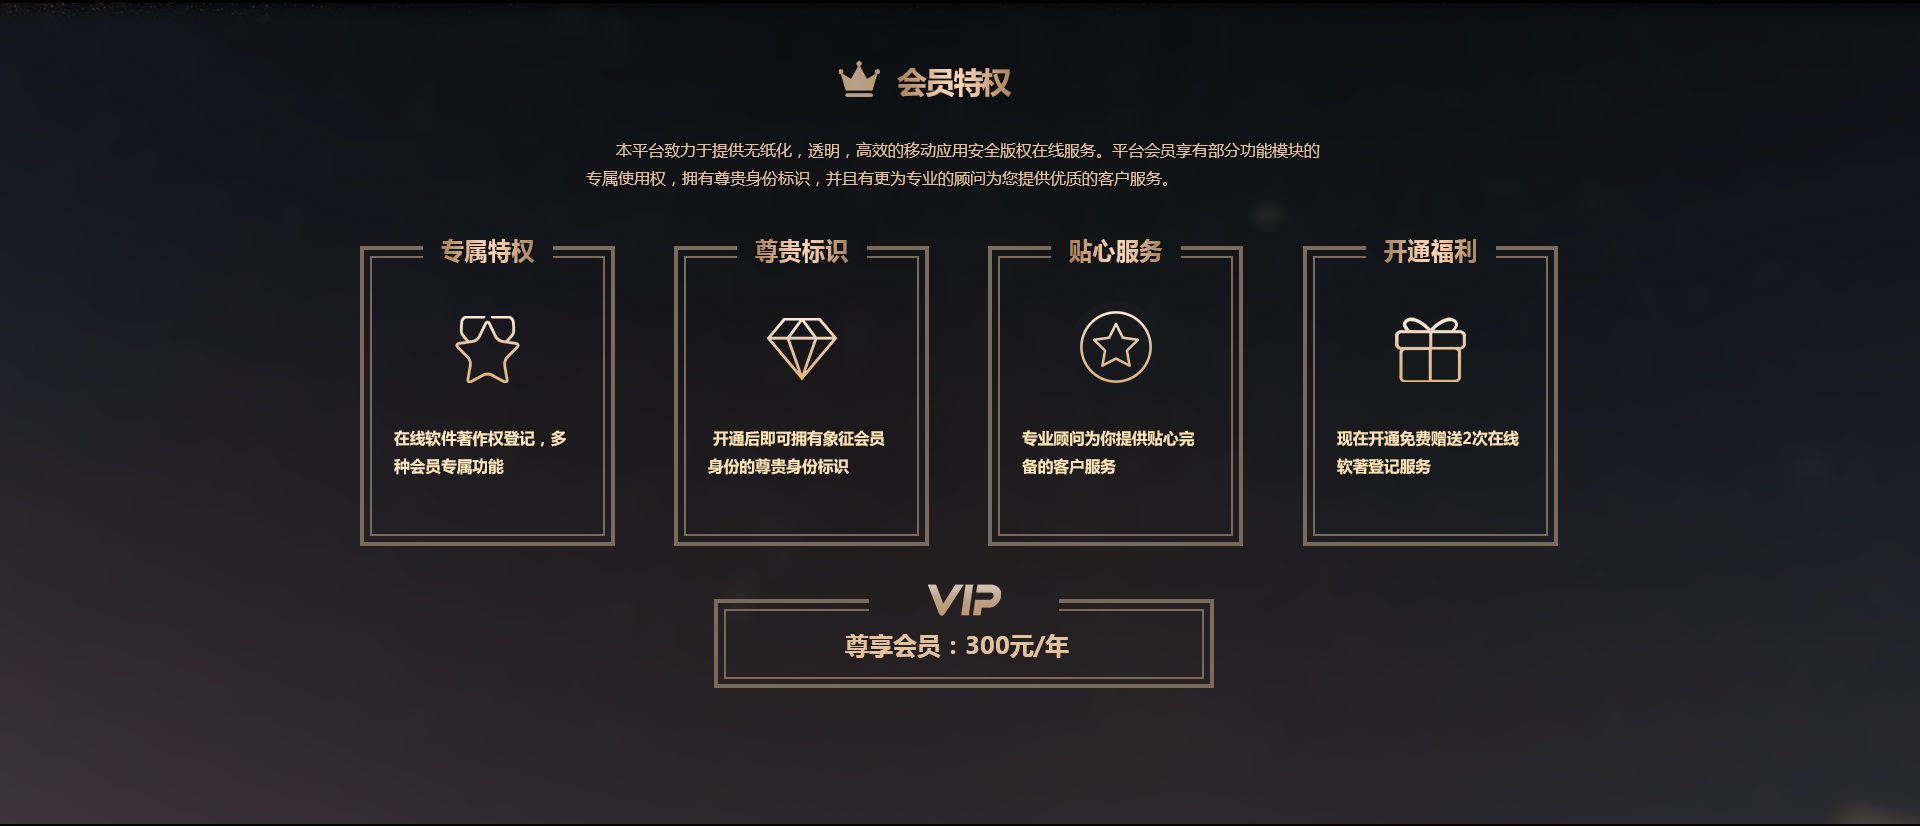 会员特权
本平台致力于提供无纸化，透明，高效的移动应用安全版权在线服务。平台会员享有部分功能模块的
专属使用权，拥有尊贵身份标识，并且有更为专业的顾问为您提供优质的客户服务。
专属特权
在线软件著作权登记，多
种会员专属功能
尊贵标识
开通后即可拥有象征会员
身份的尊贵身份标识
贴心服务
专业顾问为你提供贴心完
备的客户服务
开通福利
现在开通免费赠送2次在线
软著登记服务
VIP
尊享会员：300元/年